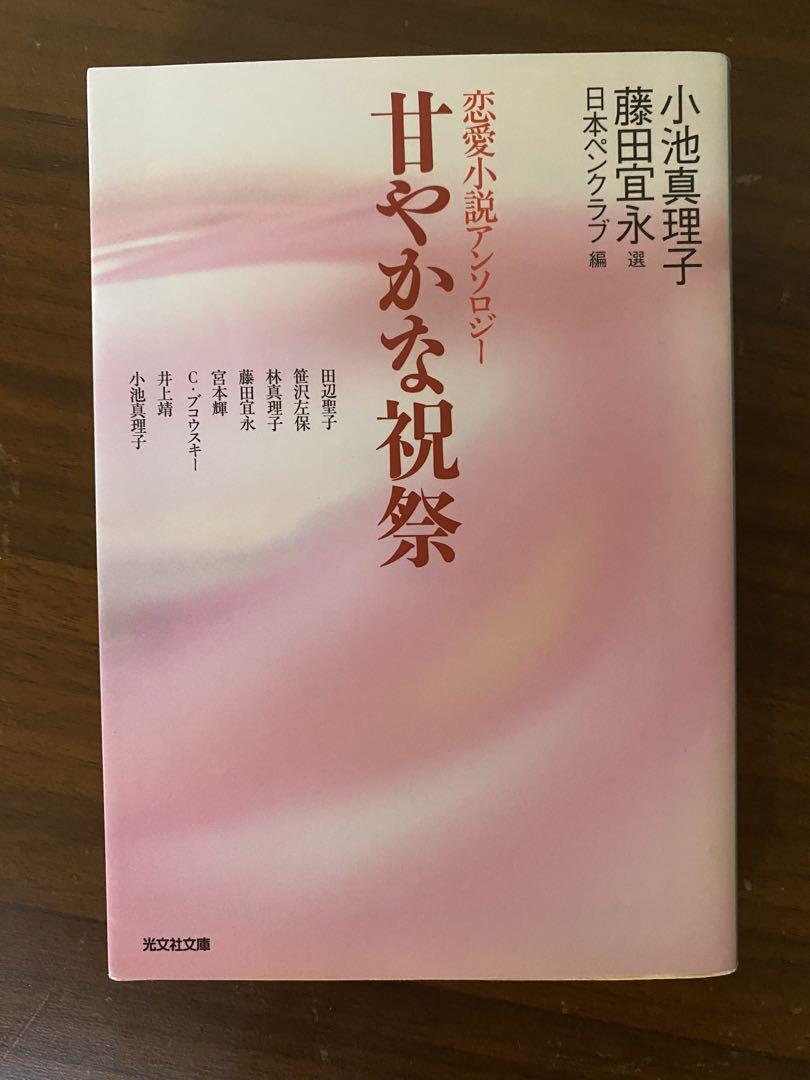 小池真理子
藤田宜永 選
日本ペンクラブ 編
恋愛小説アンソロジー
甘やかな祝祭
田辺聖子
笹沢左保
林真理子
藤田宜永
宮本輝
C・ブコウスキー
井上靖
小池真理子
光文社文庫